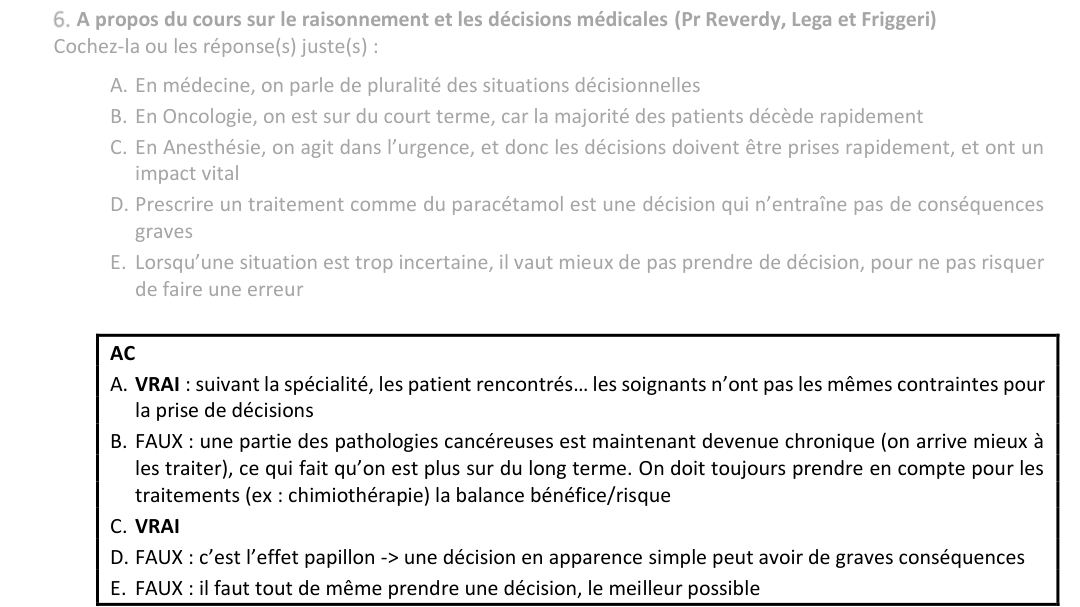 6. A propos du cours sur le raisonnement et les décisions médicales (Pr Reverdy, Lega et Friggeri)
Cochez-la ou les réponse(s) juste(s) :
A. En médecine, on parle de pluralité des situations décisionnelles
B. En Oncologie, on est sur du court terme, car la majorité des patients décède rapidement
C. En Anesthésie, on agit dans l’urgence, et donc les décisions doivent être prises rapidement, et ont un
impact vital
D. Prescrire un traitement comme du paracétamol est une décision qui n’entraîne pas de conséquences
graves
E. Lorsqu’une situation est trop incertaine, il vaut mieux de pas prendre de décision, pour ne pas risquer
de faire une erreur
AC
A. VRAI : suivant la spécialité, les patient rencontrés… les soignants n’ont pas les mêmes contraintes pour
la prise de décisions
B. FAUX : une partie des pathologies cancéreuses est maintenant devenue chronique (on arrive mieux à
les traiter), ce qui fait qu’on est plus sur du long terme. On doit toujours prendre en compte pour les
traitements (ex : chimiothérapie) la balance bénéfice/risque
C. VRAI
D. FAUX : c’est l’effet papillon -> une décision en apparence simple peut avoir de graves conséquences
E. FAUX : il faut tout de même prendre une décision, le meilleur possible